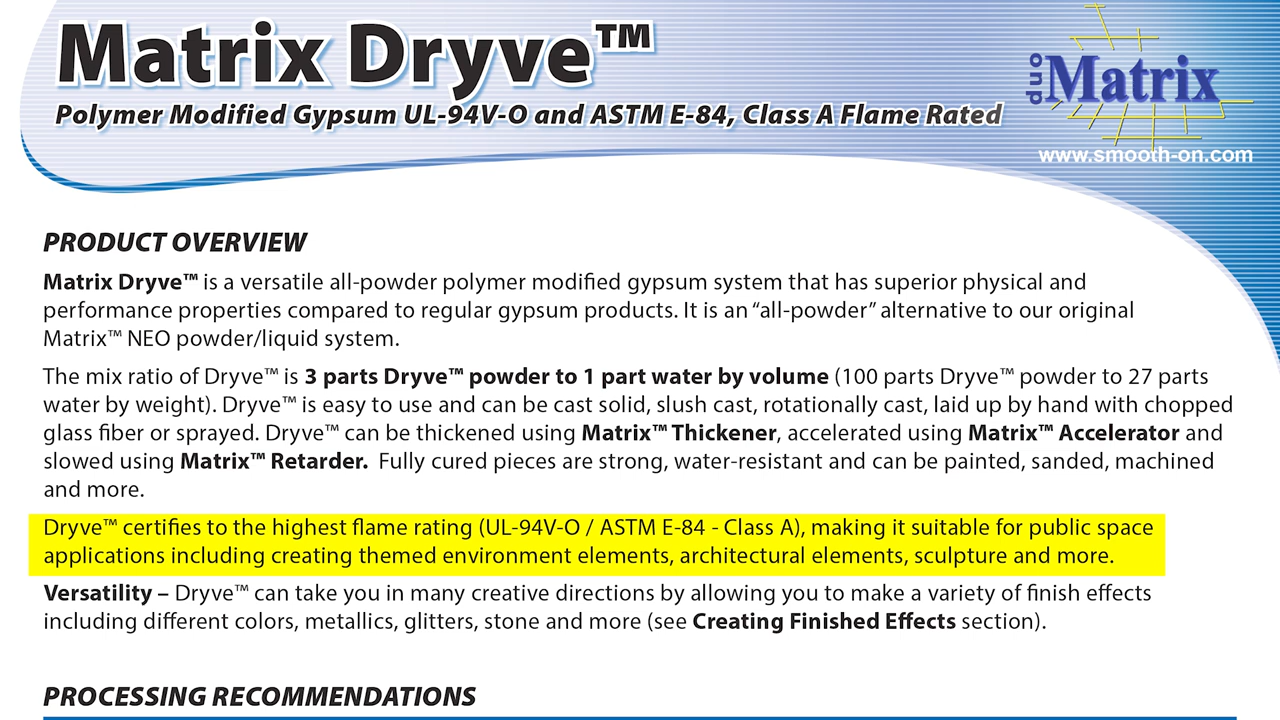 Matrix Dryve™
Polymer Modified Gypsum UL-94V-O and ASTM E-84, Class A Flame Rated
duo Matrix
www.smooth-on.com
PRODUCT OVERVIEW
Matrix Dryve™ is a versatile all-powder polymer modified gypsum system that has superior physical and
performance properties compared to regular gypsum products. It is an “all-powder” alternative to our original
Matrix™ NEO powder/liquid system.
The mix ratio of Dryve™ is 3 parts Dryve™ powder to 1 part water by volume (100 parts Dryve™ powder to 27 parts
water by weight). Dryve™ is easy to use and can be cast solid, slush cast, rotationally cast, laid up by hand with chopped
glass fiber or sprayed. Dryve™ can be thickened using Matrix™ Thickener, accelerated using Matrix™ Accelerator and
slowed using Matrix™ Retarder. Fully cured pieces are strong, water-resistant and can be painted, sanded, machined
and more.
Dryve™ certifies to the highest flame rating (UL-94V-O / ASTM E-84 - Class A), making it suitable for public space
applications including creating themed environment elements, architectural elements, sculpture and more.
Versatility – Dryve™ can take you in many creative directions by allowing you to make a variety of finish effects
including different colors, metallics, glitters, stone and more (see Creating Finished Effects section).
PROCESSING RECOMMENDATIONS